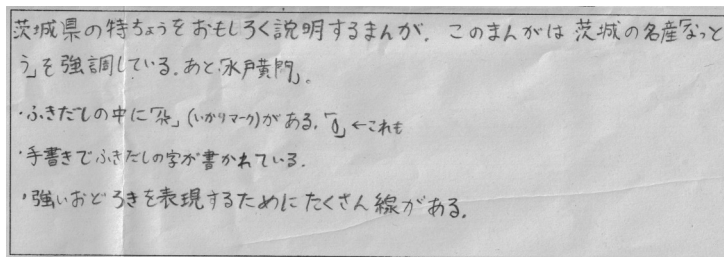 茨城県の特ちょうをおもしろく説明するまんが。このまんがは茨城の名産「なっと
う」を強調している。あと「水戸黄門」。
・ふきだしの中に「💢」(いかりマーク)がある。「💧」←これも
・手書きでふきだしの字が書かれている。
・強いおどろきを表現するためにたくさん線がある。